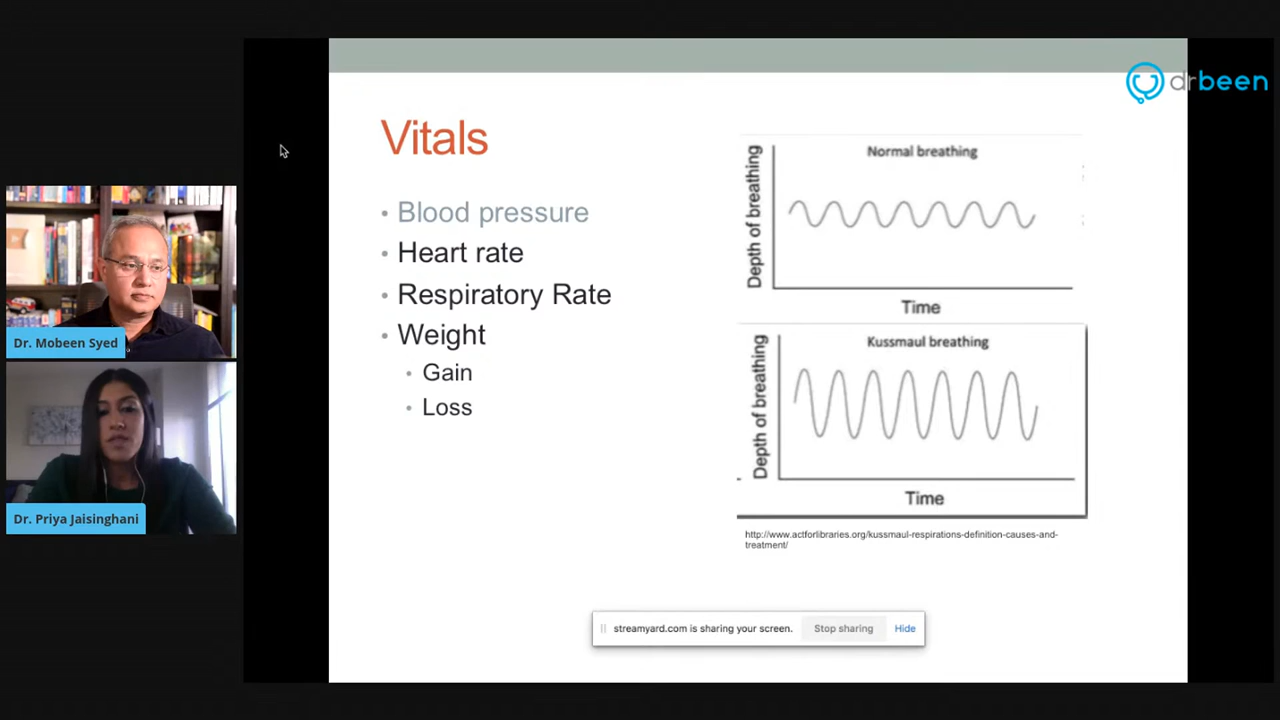 drbeen
Vitals
Blood pressure
Heart rate
Respiratory Rate
Weight
Gain
Loss
Normal breathing
Depth of breathing
Time
Kussmaul breathing
Depth of breathing
Time
http://www.actforlibraries.org/kussmaul-respirations-definition-causes-and-
treatment/
Dr. Mobeen Syed
Dr. Priya Jaisinghani
streamyard.com is sharing your screen.
Stop sharing
Hide